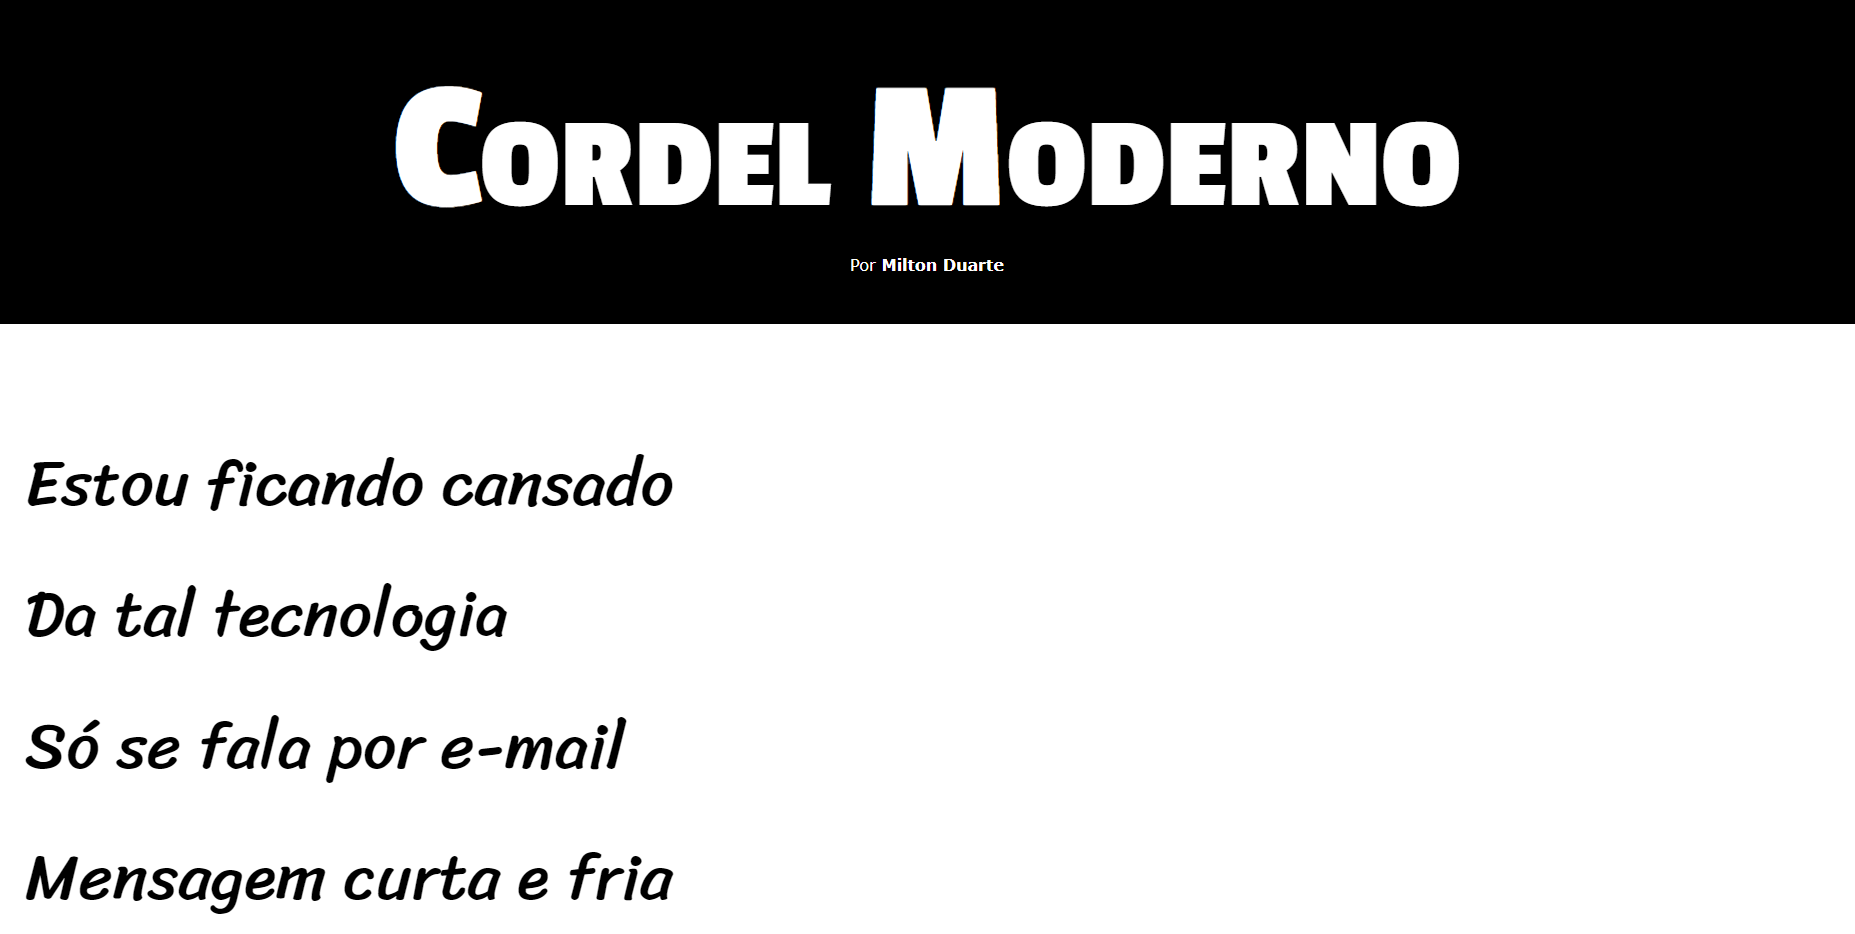 Cordel Moderno
Por Milton Duarte
Estou ficando cansado
Da tal tecnologia
Só se fala por e-mail
Mensagem curta e fria